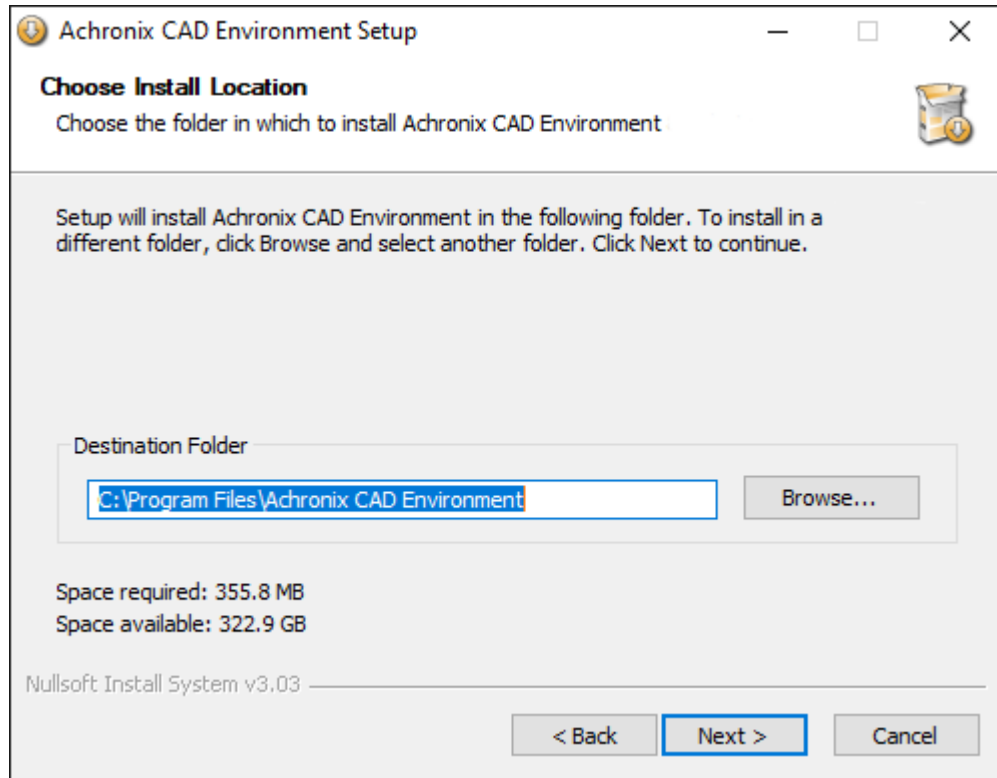 Achronix CAD Environment Setup
Choose Install Location
Choose the folder in which to install Achronix CAD Environment
Setup will install Achronix CAD Environment in the following folder. To install in a
different folder, click Browse and select another folder. Click Next to continue.
Destination Folder
C:\Program Files\Achronix CAD Environment
Browse...
Space required: 355.8 MB
Space available: 322.9 GB
Nullsoft Install System v3.03
< Back
Next >
Cancel